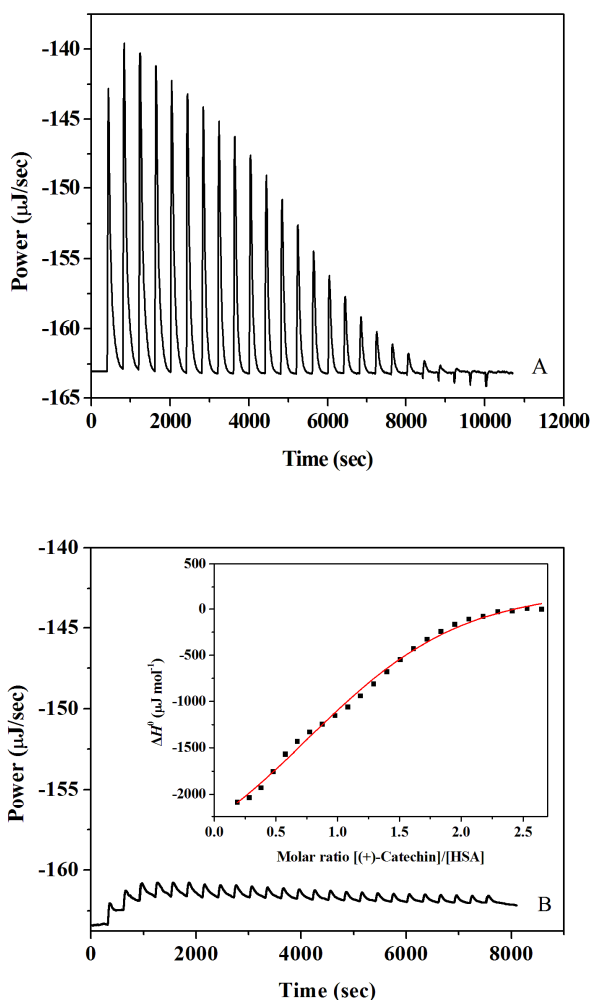 -140
-145
-150
-155
-160
-165
Power (µJ/sec)
A
0 2000 4000 6000 8000 10000 12000
Time (sec)
-140
-145
-150
-155
-160
Power (µJ/sec)
500
0
-500
-1000
-1500
-2000
ΔH⁰ (µJ mol⁻¹)
0.0 0.5 1.0 1.5 2.0 2.5
Molar ratio [(+)-Catechin]/[HSA]
B
0 2000 4000 6000 8000
Time (sec)